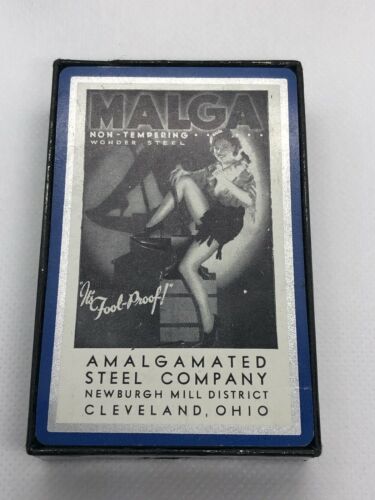 MALGA
NON-TEMPERING
WONDER STEEL
"It's
Fool-Proof!"
AMALGAMATED
STEEL COMPANY
NEWBURGH MILL DISTRICT
CLEVELAND, OHIO